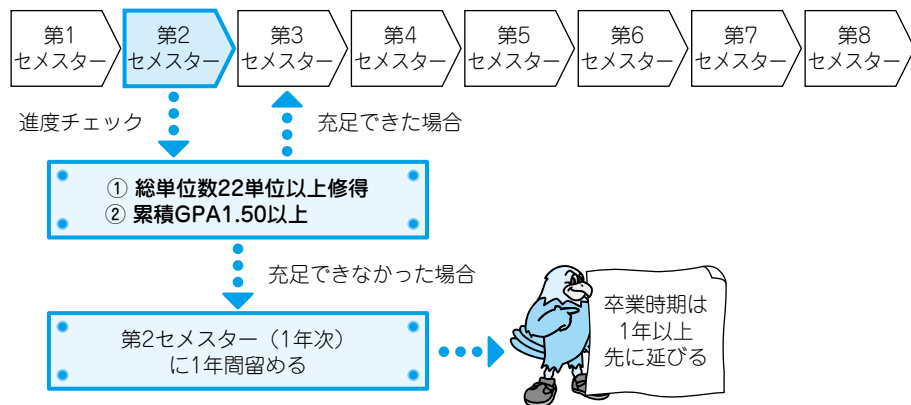 第1
セメスター
第2
セメスター
第3
セメスター
第4
セメスター
第5
セメスター
第6
セメスター
第7
セメスター
第8
セメスター
進度チェック
充足できた場合
① 総単位数22単位以上修得
② 累積GPA1.50以上
充足できなかった場合
第2セメスター（1年次）
に1年間留める
卒業時期は
1年以上
先に延びる